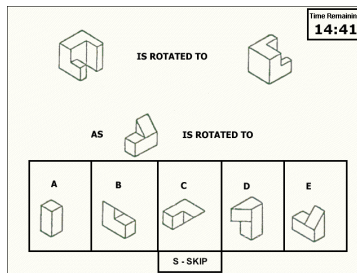 Time Remainin
14:41
IS ROTATED TO
AS IS ROTATED TO
A B C D E
S - SKIP